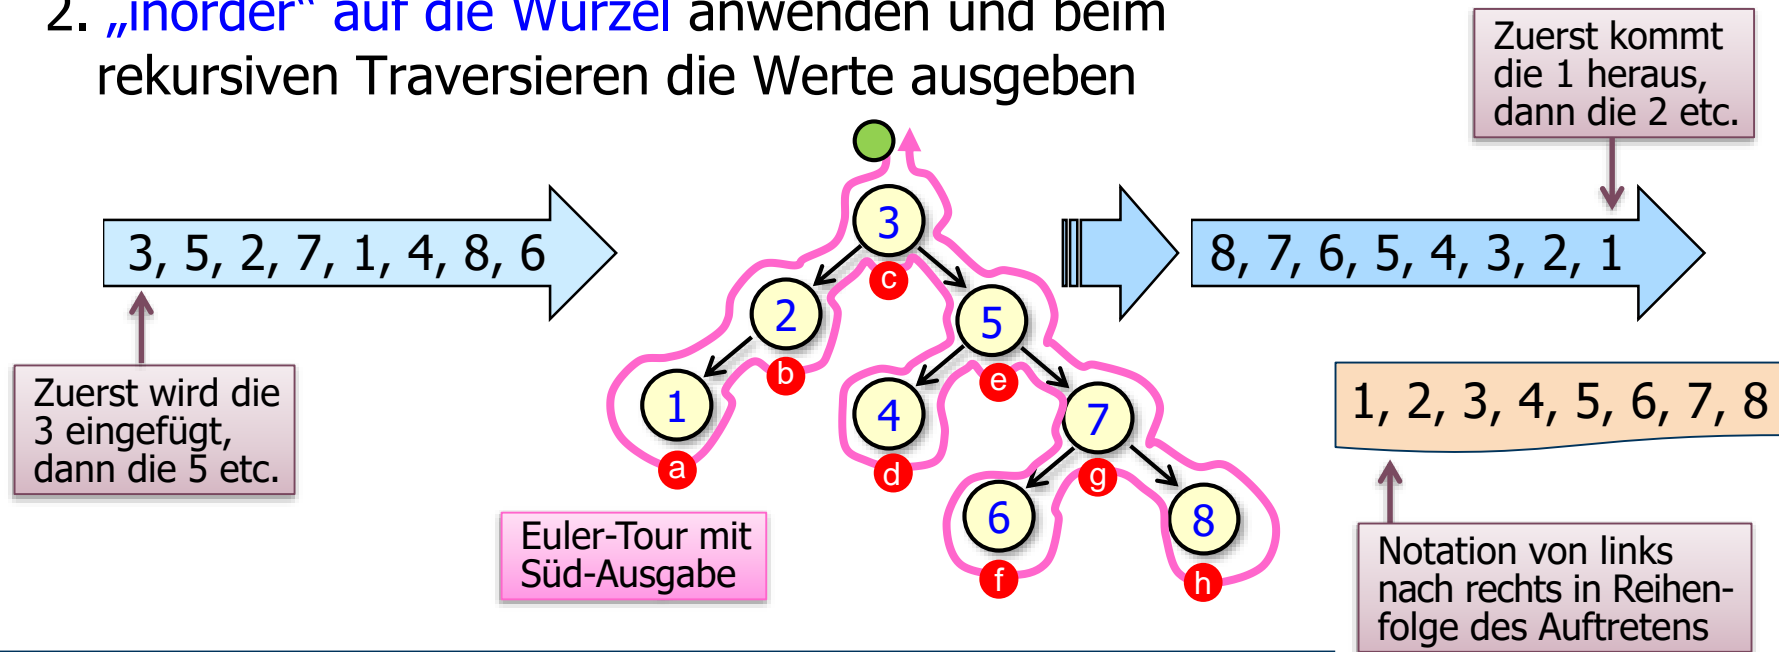 2. „inorder“ auf die Wurzel anwenden und beim
rekursiven Traversieren die Werte ausgeben
Zuerst kommt
die 1 heraus,
dann die 2 etc.
3, 5, 2, 7, 1, 4, 8, 6
8, 7, 6, 5, 4, 3, 2, 1
3
c
2
5
b
e
1
4
7
a
d
g
6
8
f
h
Zuerst wird die
3 eingefügt,
dann die 5 etc.
1, 2, 3, 4, 5, 6, 7, 8
Euler-Tour mit
Süd-Ausgabe
Notation von links
nach rechts in Reihen-
folge des Auftretens